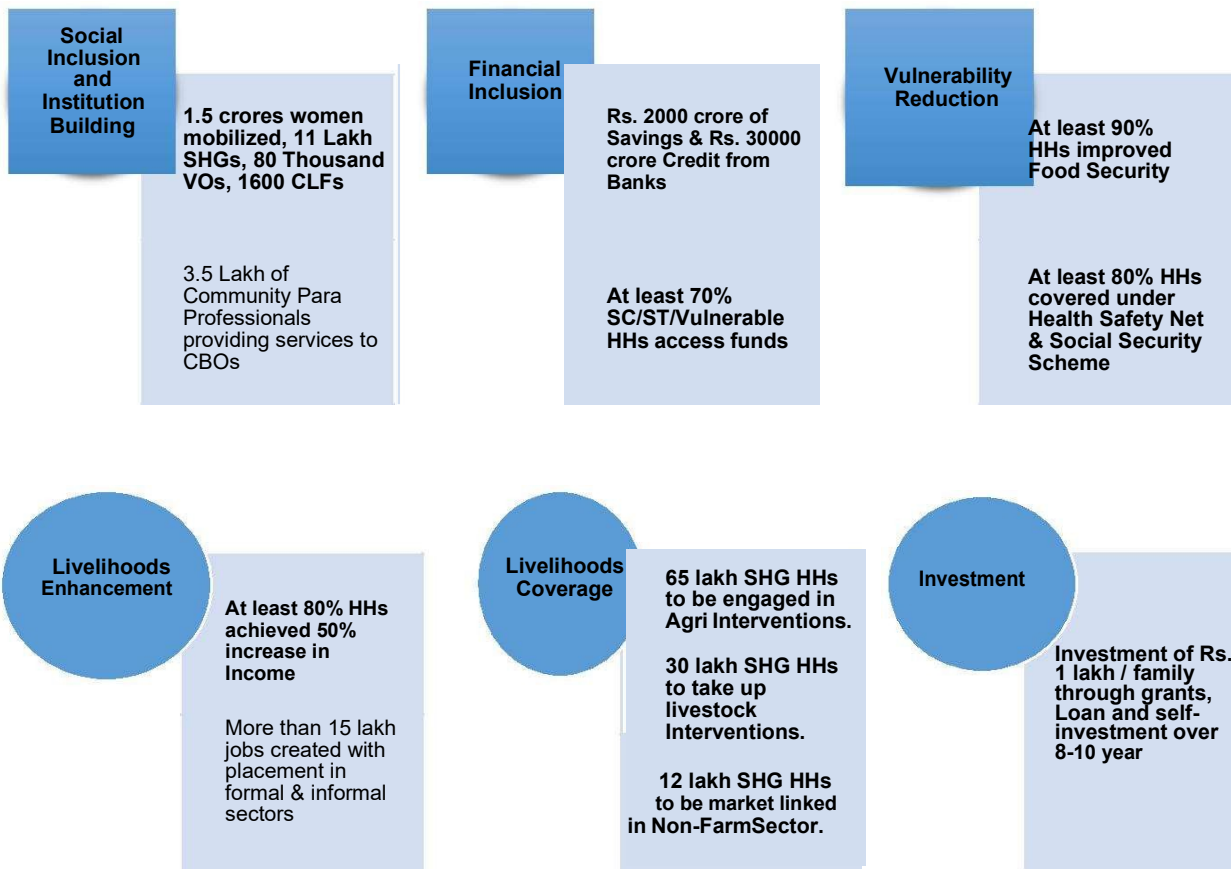 Social
Inclusion
and
Institution
Building
1.5 crores women
mobilized, 11 Lakh
SHGs, 80 Thousand
VOs, 1600 CLFs
3.5 Lakh of
Community Para
Professionals
providing services to
CBOs
Financial
Inclusion
Rs. 2000 crore of
Savings & Rs. 30000
crore Credit from
Banks
At least 70%
SC/ST/Vulnerable
HHs access funds
Vulnerability
Reduction
At least 90%
HHs improved
Food Security
At least 80% HHs
covered under
Health Safety Net
& Social Security
Scheme
Livelihoods
Enhancement
At least 80% HHs
achieved 50%
increase in
Income
More than 15 lakh
jobs created with
placement in
formal & informal
sectors
Livelihoods
Coverage
65 lakh SHG HHs
to be engaged in
Agri Interventions.
30 lakh SHG HHs
to take up
livestock
Interventions.
12 lakh SHG HHs
to be market linked
in Non-FarmSector.
Investment
Investment of Rs.
1 lakh / family
through grants,
Loan and self-
investment over
8-10 year